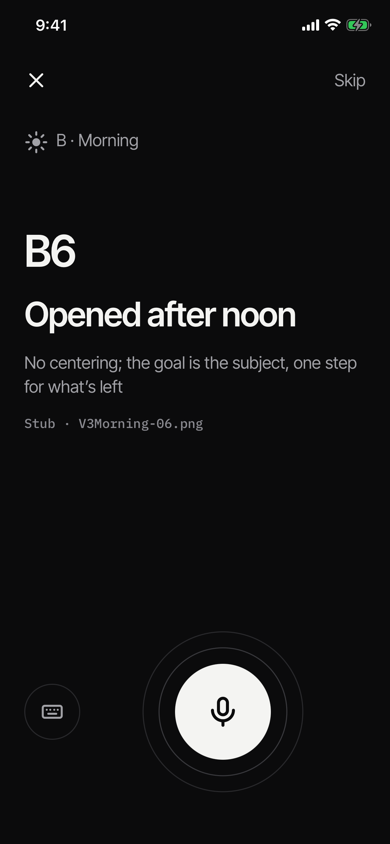 9:41
Skip
B · Morning
B6
Opened after noon
No centering; the goal is the subject, one step
for what’s left
Stub · V3Morning-06.png